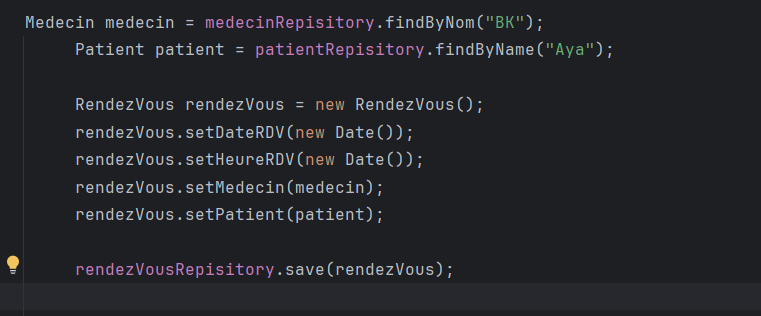 Medecin medecin = medecinRepisitory.findByNom("BK");
Patient patient = patientRepisitory.findByName("Aya");
RendezVous rendezVous = new RendezVous();
rendezVous.setDateRDV(new Date());
rendezVous.setHeureRDV(new Date());
rendezVous.setMedecin(medecin);
rendezVous.setPatient(patient);
rendezVousRepisitory.save(rendezVous);